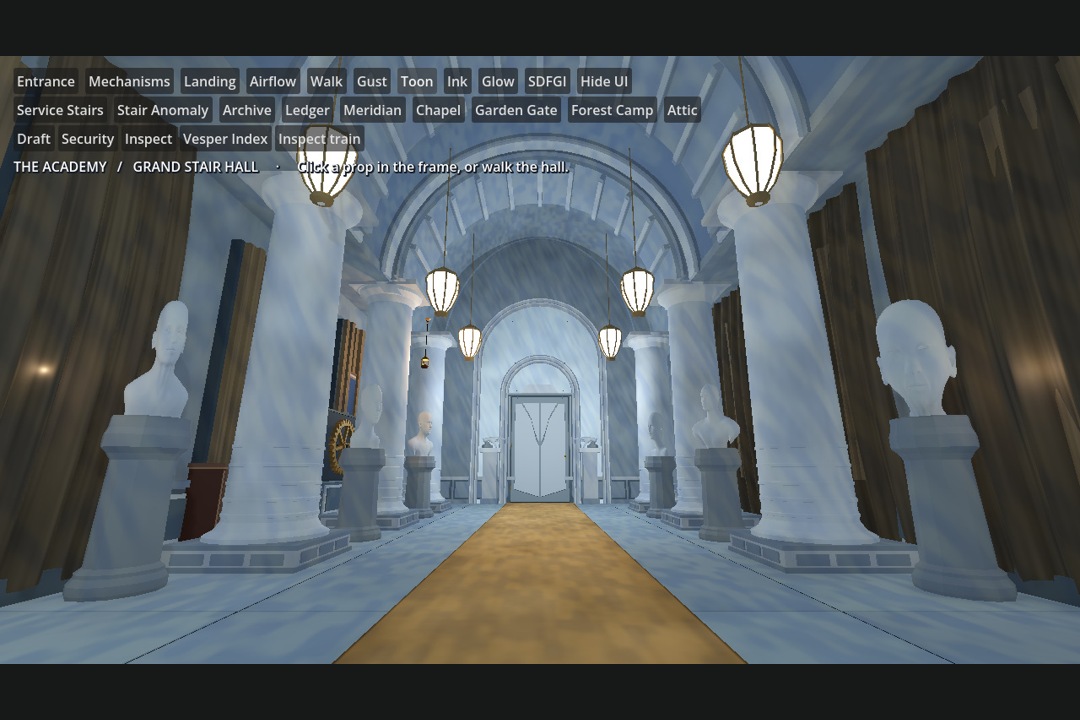 Entrance Mechanisms Landing Airflow Walk Gust Toon Ink Glow SDFGI Hide UI
Service Stairs Stair Anomaly Archive Ledger Meridian Chapel Garden Gate Forest Camp Attic
Draft Security Inspect Vesper Index Inspect train
THE ACADEMY / GRAND STAIR HALL · Click a prop in the frame, or walk the hall.